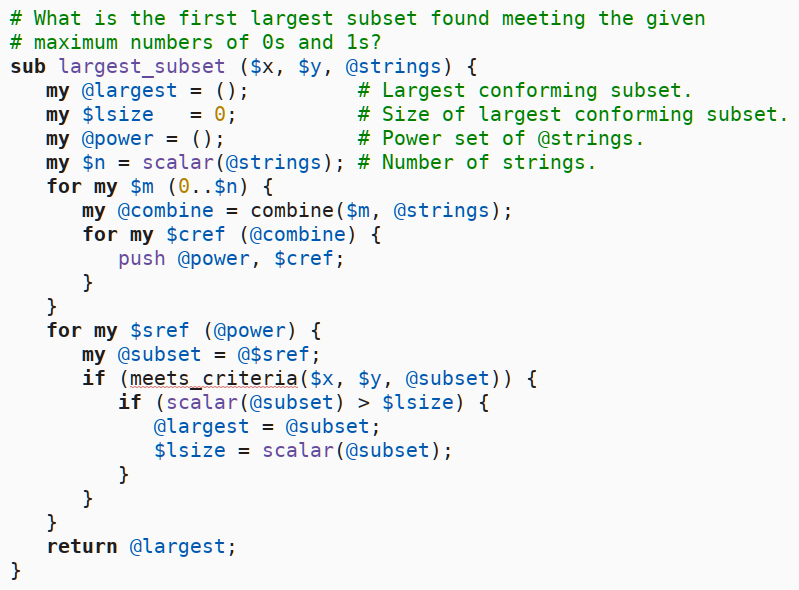 # What is the first largest subset found meeting the given
# maximum numbers of 0s and 1s?
sub largest_subset ($x, $y, @strings) {
   my @largest = ();         # Largest conforming subset.
   my $lsize   = 0;          # Size of largest conforming subset.
   my @power = ();           # Power set of @strings.
   my $n = scalar(@strings); # Number of strings.
   for my $m (0..$n) {
      my @combine = combine($m, @strings);
      for my $cref (@combine) {
         push @power, $cref;
      }
   }
   for my $sref (@power) {
      my @subset = @$sref;
      if (meets_criteria($x, $y, @subset)) {
         if (scalar(@subset) > $lsize) {
            @largest = @subset;
            $lsize = scalar(@subset);
         }
      }
   }
   return @largest;
}